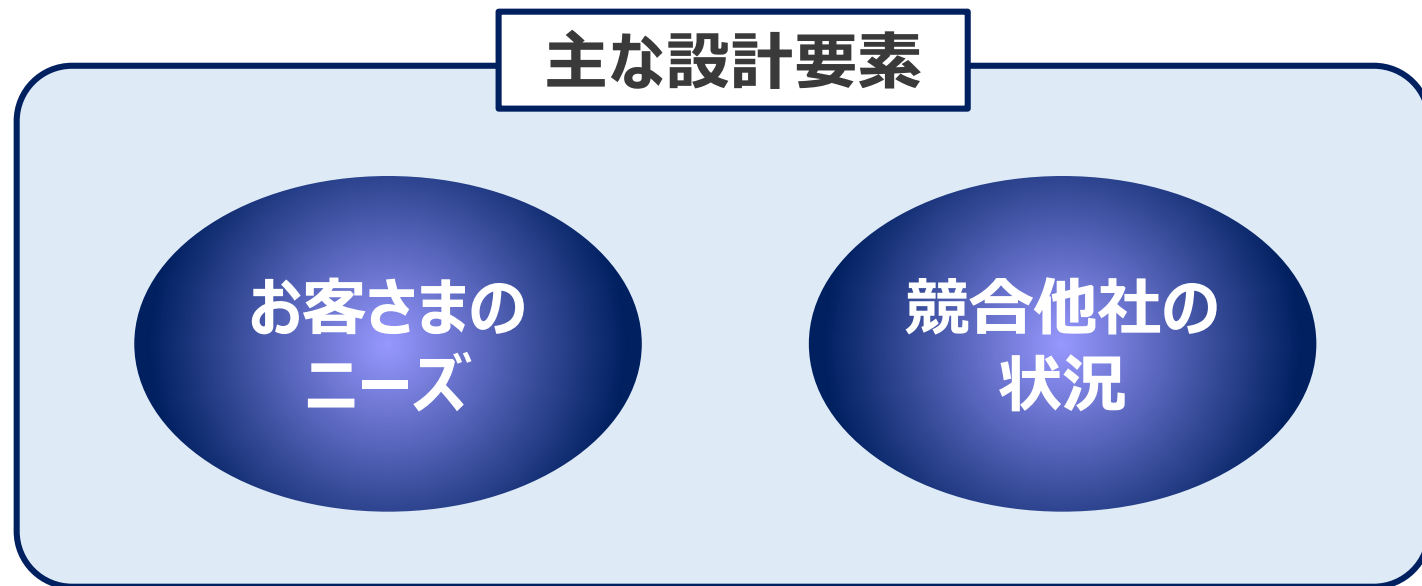 主な設計要素
お客さまの
ニーズ
競合他社の
状況